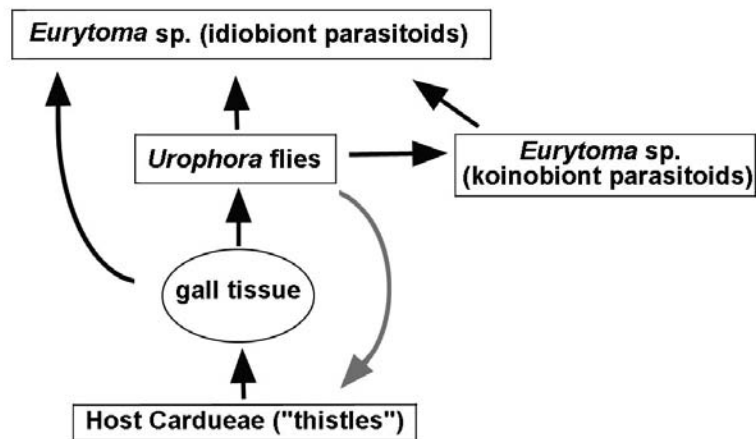 Eurytoma sp. (idiobiont parasitoids)
Urophora flies
Eurytoma sp.
(koinobiont parasitoids)
gall tissue
Host Cardueae ("thistles")